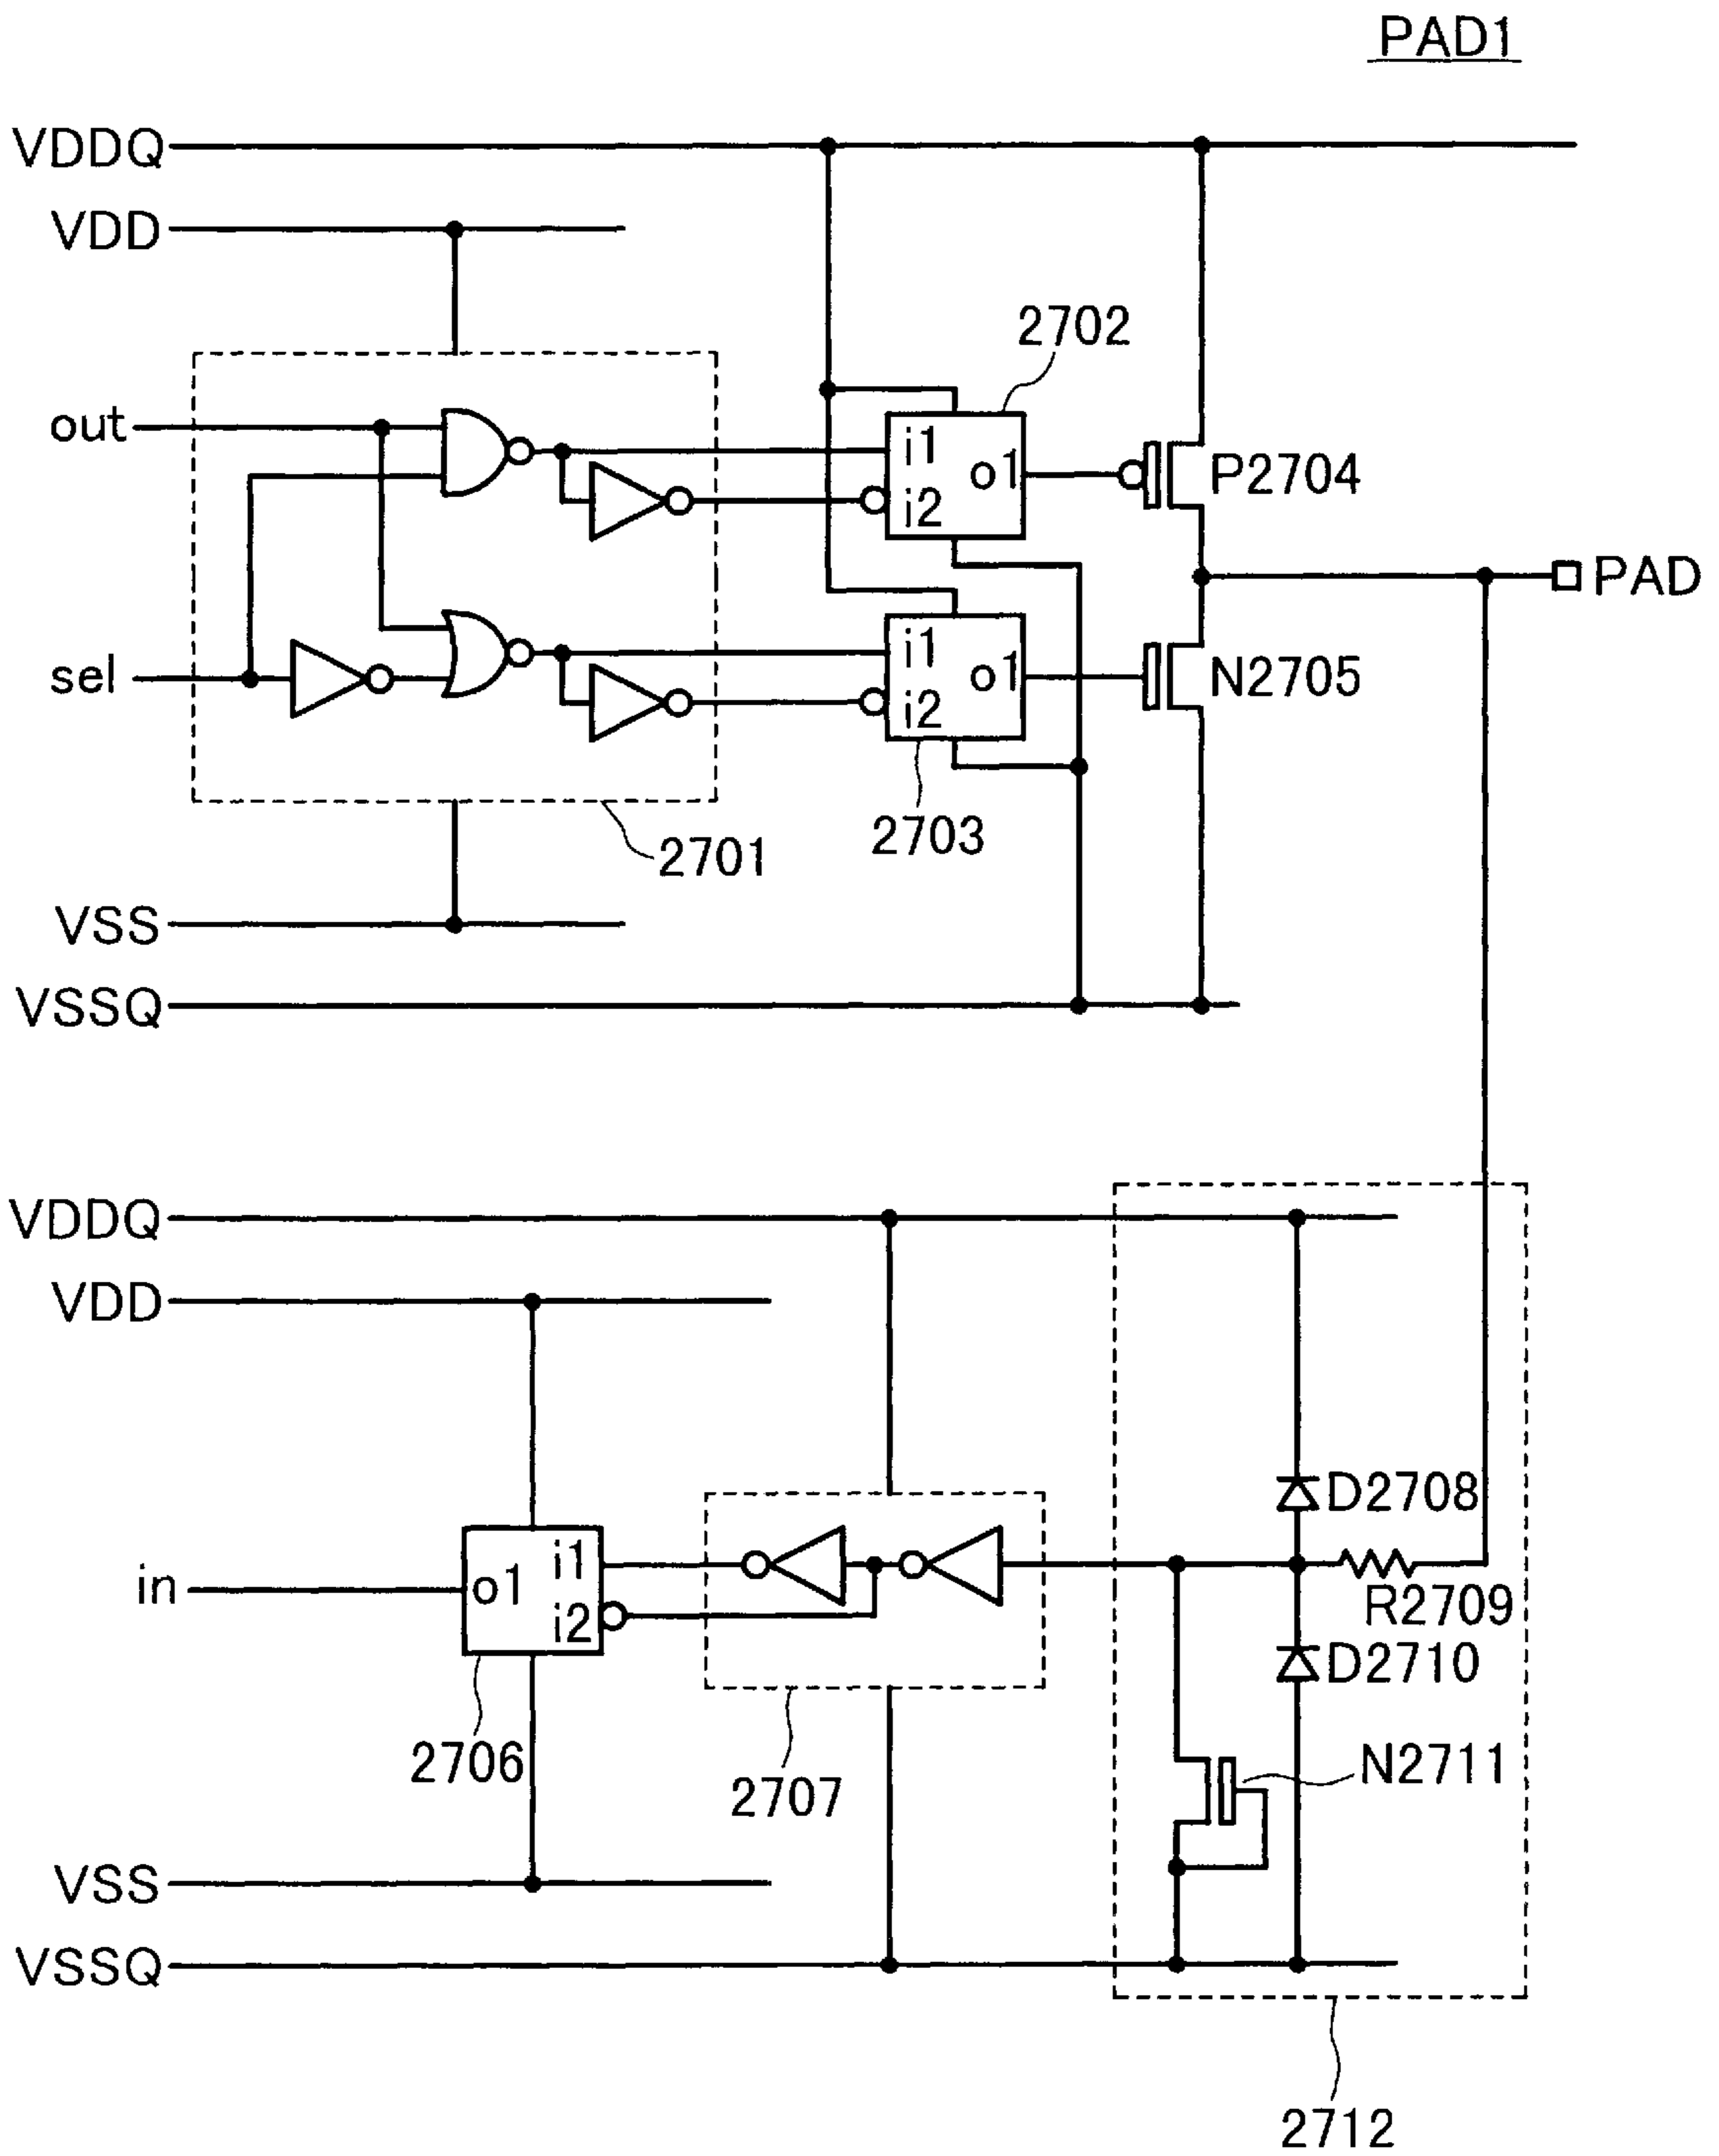 PAD1
VDDQ
VDD
2702
out
i1
o1
i2
P2704
PAD
sel
i1
o1
i2
N2705
2703
2701
VSS
VSSQ
VDDQ
VDD
D2708
in
o1
i1
i2
R2709
D2710
2706
2707
N2711
VSS
VSSQ
2712